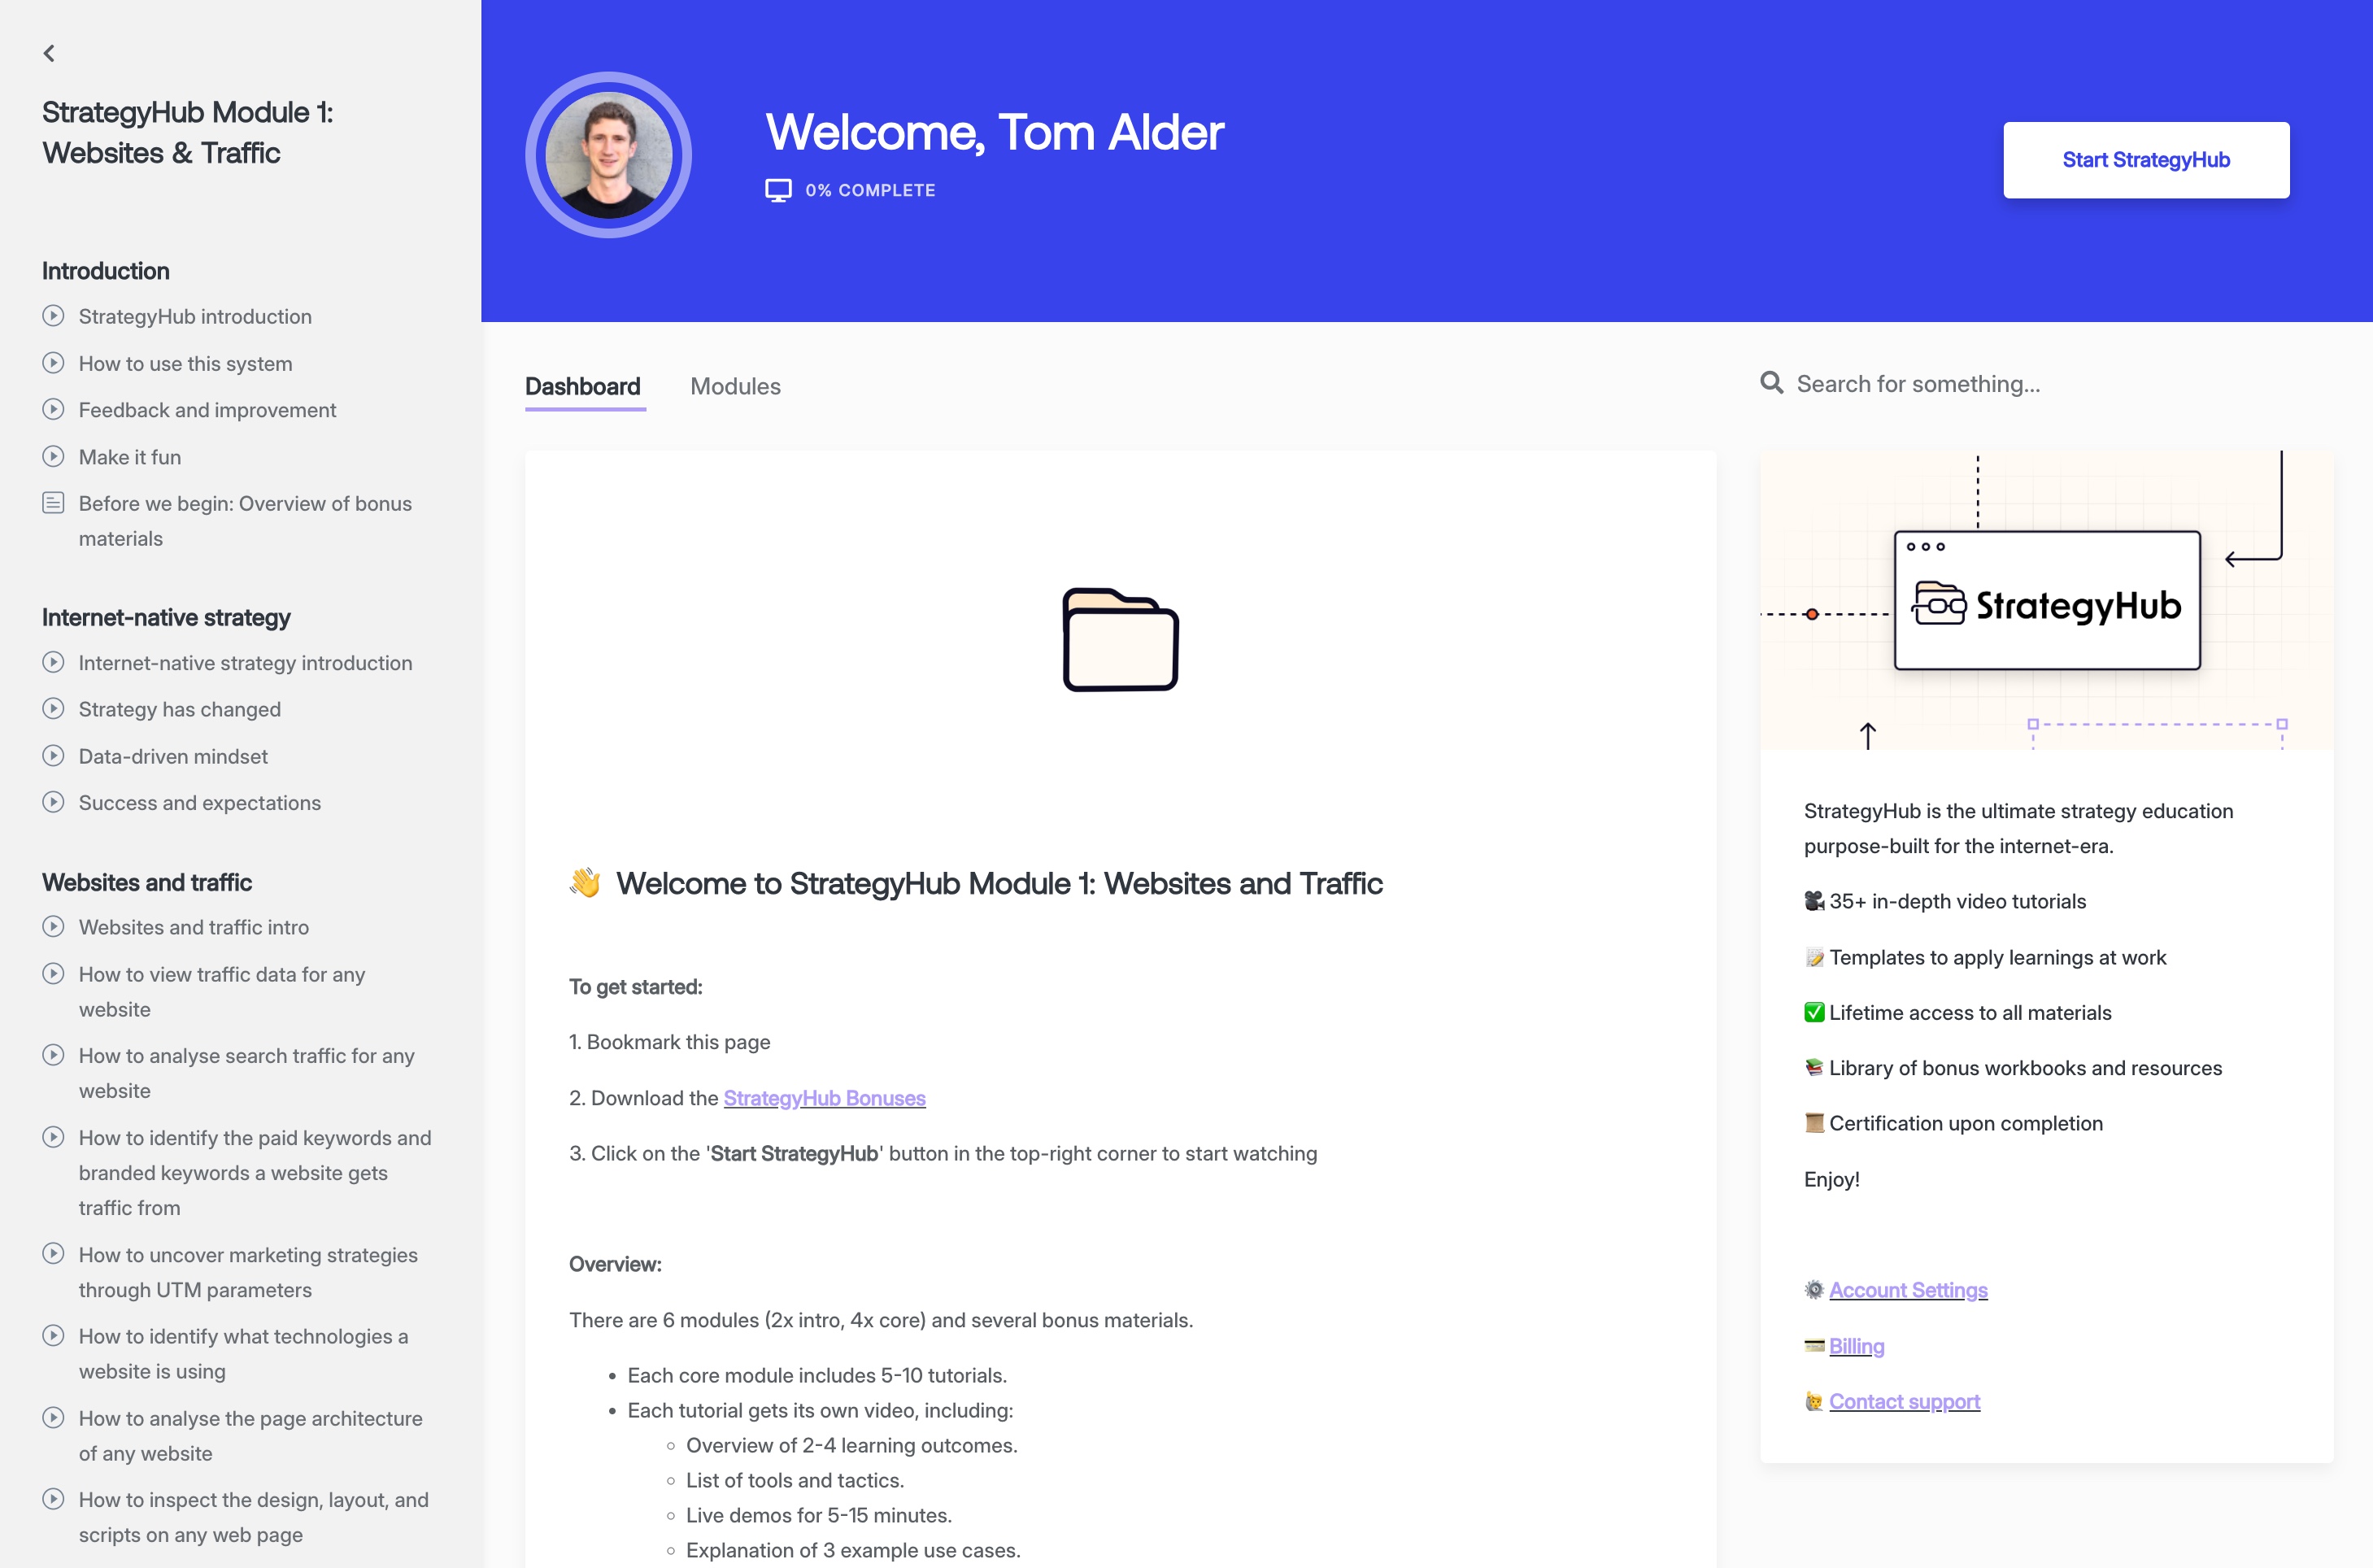 StrategyHub Module 1:
Websites & Traffic
Introduction
StrategyHub introduction
How to use this system
Feedback and improvement
Make it fun
Before we begin: Overview of bonus
materials
Internet-native strategy
Internet-native strategy introduction
Strategy has changed
Data-driven mindset
Success and expectations
Websites and traffic
Websites and traffic intro
How to view traffic data for any
website
How to analyse search traffic for any
website
How to identify the paid keywords and
branded keywords a website gets
traffic from
How to uncover marketing strategies
through UTM parameters
How to identify what technologies a
website is using
How to analyse the page architecture
of any website
How to inspect the design, layout, and
scripts on any web page
Welcome, Tom Alder
0% COMPLETE
Start StrategyHub
Dashboard
Modules
Search for something...
👋 Welcome to StrategyHub Module 1: Websites and Traffic
To get started:
1. Bookmark this page
2. Download the StrategyHub Bonuses
3. Click on the 'Start StrategyHub' button in the top-right corner to start watching
Overview:
There are 6 modules (2x intro, 4x core) and several bonus materials.
• Each core module includes 5-10 tutorials.
• Each tutorial gets its own video, including:
◦ Overview of 2-4 learning outcomes.
◦ List of tools and tactics.
◦ Live demos for 5-15 minutes.
◦ Explanation of 3 example use cases.
StrategyHub
StrategyHub is the ultimate strategy education
purpose-built for the internet-era.
🎥 35+ in-depth video tutorials
📝 Templates to apply learnings at work
✅ Lifetime access to all materials
📚 Library of bonus workbooks and resources
📜 Certification upon completion
Enjoy!
⚙️ Account Settings
💳 Billing
🙋 Contact support